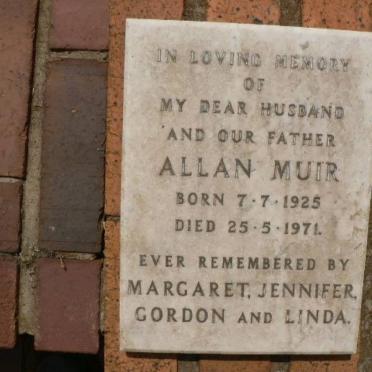 IN LOVING MEMORY
OF
MY DEAR HUSBAND
AND OUR FATHER
ALLAN MUIR
BORN 7·7·1925
DIED 25·5·1971.
EVER REMEMBERED BY
MARGARET, JENNIFER,
GORDON AND LINDA.